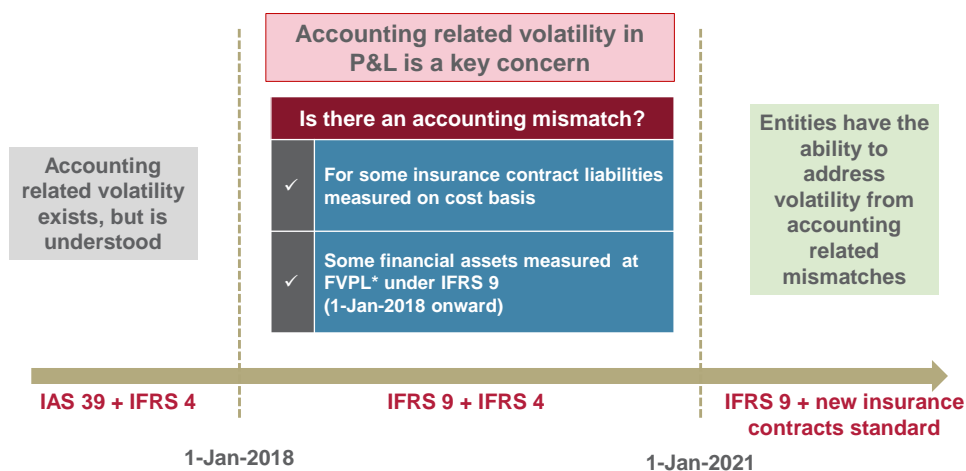 Accounting related volatility in
P&L is a key concern
Is there an accounting mismatch?
✓
For some insurance contract liabilities
measured on cost basis
✓
Some financial assets measured at
FVPL* under IFRS 9
(1-Jan-2018 onward)
Accounting
related volatility
exists, but is
understood
Entities have the
ability to
address
volatility from
accounting
related
mismatches
IAS 39 + IFRS 4
IFRS 9 + IFRS 4
IFRS 9 + new insurance
contracts standard
1-Jan-2018
1-Jan-2021